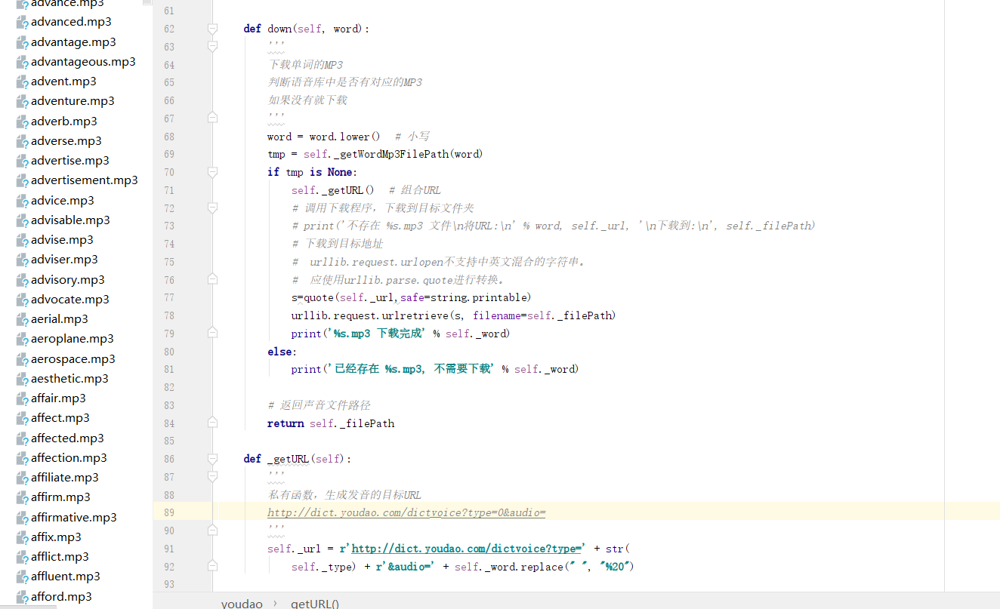 advance.mp3
advanced.mp3
advantage.mp3
advantageous.mp3
advent.mp3
adventure.mp3
adverb.mp3
adverse.mp3
advertise.mp3
advertisement.mp3
advice.mp3
advisable.mp3
advise.mp3
adviser.mp3
advisory.mp3
advocate.mp3
aerial.mp3
aeroplane.mp3
aerospace.mp3
aesthetic.mp3
affair.mp3
affect.mp3
affected.mp3
affection.mp3
affiliate.mp3
affirm.mp3
affirmative.mp3
affix.mp3
afflict.mp3
affluent.mp3
afford.mp3
61
62 def down(self, word):
63 '''
64 下载单词的MP3
65 判断语音库中是否有对应的MP3
66 如果没有就下载
67 '''
68 word = word.lower()  # 小写
69 tmp = self._getWordMp3FilePath(word)
70 if tmp is None:
71 self._getURL()  # 组合URL
72 # 调用下载程序，下载到目标文件夹
73 # print('不存在 %s.mp3 文件\n将URL:\n' % word, self._url, '\n下载到:\n', self._filePath)
74 # 下载到目标地址
75 #  urllib.request.urlopen不支持中英文混合的字符串。
76 #  应使用urllib.parse.quote进行转换。
77 s=quote(self._url,safe=string.printable)
78 urllib.request.urlretrieve(s, filename=self._filePath)
79 print('%s.mp3 下载完成' % self._word)
80 else:
81 print('已经存在 %s.mp3, 不需要下载' % self._word)
82
83 # 返回声音文件路径
84 return self._filePath
85
86 def _getURL(self):
87 '''
88 私有函数，生成发音的目标URL
89 http://dict.youdao.com/dictvoice?type=0&audio=
90 '''
91 self._url = r'http://dict.youdao.com/dictvoice?type=' + str(
92 self._type) + r'&audio=' + self._word.replace(" ", "%20")
93
youdao › _getURL()